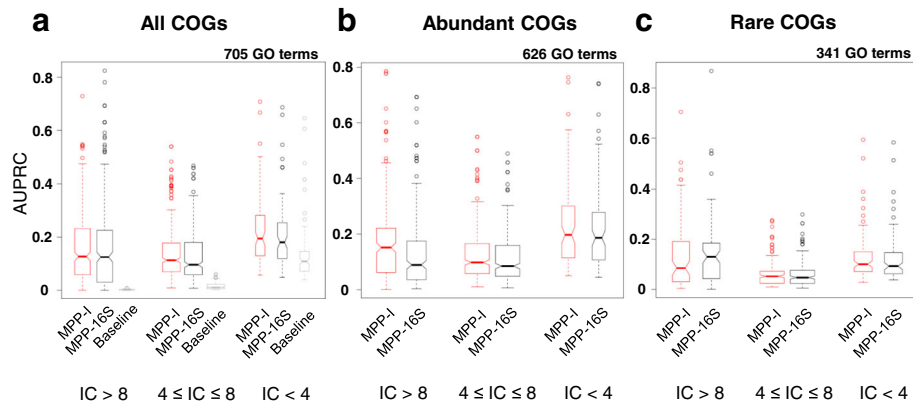 a All COGs
705 GO terms
AUPRC
0.8
0.6
0.4
0.2
0
MPP-I
MPP-16S
Baseline
MPP-I
MPP-16S
Baseline
MPP-I
MPP-16S
Baseline
IC > 8
4 ≤ IC ≤ 8
IC < 4
b Abundant COGs
626 GO terms
0.8
0.6
0.4
0.2
0
MPP-I
MPP-16S
MPP-I
MPP-16S
MPP-I
MPP-16S
IC > 8
4 ≤ IC ≤ 8
IC < 4
c Rare COGs
341 GO terms
0.8
0.6
0.4
0.2
0
MPP-I
MPP-16S
MPP-I
MPP-16S
MPP-I
MPP-16S
IC > 8
4 ≤ IC ≤ 8
IC < 4